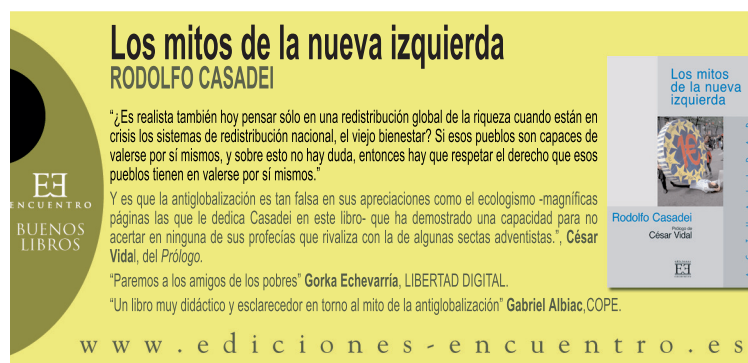 Los mitos de la nueva izquierda
RODOLFO CASADEI
“¿Es realista también hoy pensar sólo en una redistribución global de la riqueza cuando están en
crisis los sistemas de redistribución nacional, el viejo bienestar? Si esos pueblos son capaces de
valerse por sí mismos, y sobre esto no hay duda, entonces hay que respetar el derecho que esos
pueblos tienen en valerse por sí mismos.”
Y es que la antiglobalización es tan falsa en sus apreciaciones como el ecologismo -magníficas
páginas las que le dedica Casadei en este libro- que ha demostrado una capacidad para no
acertar en ninguna de sus profecías que rivaliza con la de algunas sectas adventistas.”, César
Vidal, del Prólogo.
“Paremos a los amigos de los pobres” Gorka Echevarría, LIBERTAD DIGITAL.
“Un libro muy didáctico y esclarecedor en torno al mito de la antiglobalización” Gabriel Albiac,COPE.
EE
ENCUENTRO
BUENOS
LIBROS
Los mitos
de la nueva
izquierda
Rodolfo Casadei
Prólogo de
César Vidal
EE
www.ediciones-encuentro.es